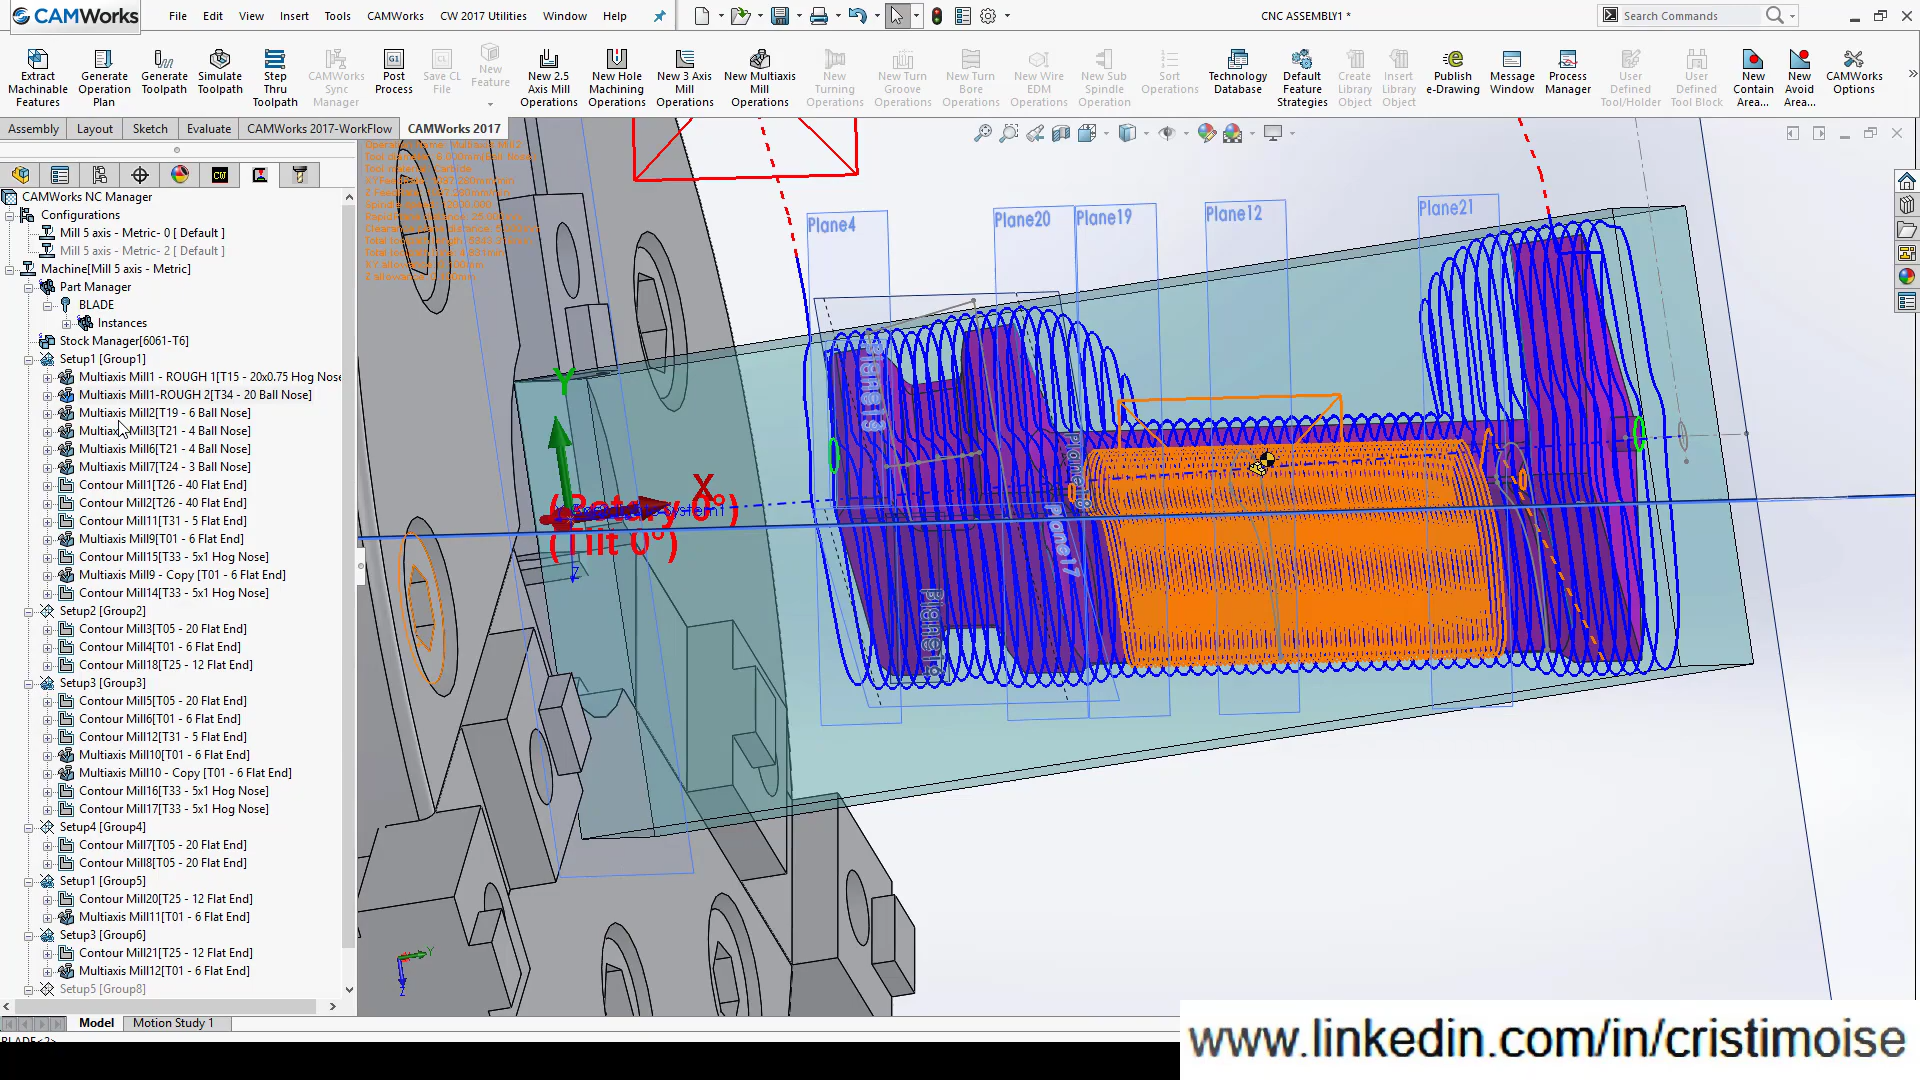 CAMWorks
File Edit View Insert Tools CAMWorks CW 2017 Utilities Window Help
CNC ASSEMBLY1 *
Search Commands
Extract Machinable Features
Generate Operation Plan
Generate Toolpath
Simulate Toolpath
Step Thru Toolpath
CAMWorks Sync Manager
Post Process
Save CL File
New Feature
New 2.5 Axis Mill Operations
New Hole Machining Operations
New 3 Axis Mill Operations
New Multiaxis Mill Operations
New Turning Operations
New Turn Groove Operations
New Turn Bore Operations
New Wire EDM Operations
New Sub Spindle Operation
Sort Operations
Technology Database
Default Feature Strategies
Create Library Object
Insert Library Object
Publish e-Drawing
Message Window
Process Manager
User Defined Tool/Holder
User Defined Tool Block
New Contain Area...
New Avoid Area...
CAMWorks Options
Assembly Layout Sketch Evaluate CAMWorks 2017-WorkFlow CAMWorks 2017
CAMWorks NC Manager
Configurations
Mill 5 axis - Metric- 0 [ Default ]
Mill 5 axis - Metric- 2 [ Default ]
Machine[Mill 5 axis - Metric]
Part Manager
BLADE
Instances
Stock Manager[6061-T6]
Setup1 [Group1]
Multiaxis Mill1 - ROUGH 1[T15 - 20x0.75 Hog Nose
Multiaxis Mill1-ROUGH 2[T34 - 20 Ball Nose]
Multiaxis Mill2[T19 - 6 Ball Nose]
Multiaxis Mill3[T21 - 4 Ball Nose]
Multiaxis Mill6[T21 - 4 Ball Nose]
Multiaxis Mill7[T24 - 3 Ball Nose]
Contour Mill1[T26 - 40 Flat End]
Contour Mill2[T26 - 40 Flat End]
Contour Mill11[T31 - 5 Flat End]
Multiaxis Mill9[T01 - 6 Flat End]
Contour Mill15[T33 - 5x1 Hog Nose]
Multiaxis Mill9 - Copy [T01 - 6 Flat End]
Contour Mill14[T33 - 5x1 Hog Nose]
Setup2 [Group2]
Contour Mill3[T05 - 20 Flat End]
Contour Mill4[T01 - 6 Flat End]
Contour Mill18[T25 - 12 Flat End]
Setup3 [Group3]
Contour Mill5[T05 - 20 Flat End]
Contour Mill6[T01 - 6 Flat End]
Contour Mill12[T31 - 5 Flat End]
Multiaxis Mill10[T01 - 6 Flat End]
Multiaxis Mill10 - Copy [T01 - 6 Flat End]
Contour Mill16[T33 - 5x1 Hog Nose]
Contour Mill17[T33 - 5x1 Hog Nose]
Setup4 [Group4]
Contour Mill7[T05 - 20 Flat End]
Contour Mill8[T05 - 20 Flat End]
Setup1 [Group5]
Contour Mill20[T25 - 12 Flat End]
Multiaxis Mill11[T01 - 6 Flat End]
Setup3 [Group6]
Contour Mill21[T25 - 12 Flat End]
Multiaxis Mill12[T01 - 6 Flat End]
Setup5 [Group8]
Plane4
Plane20
Plane19
Plane12
Plane21
Plane17
Y
X
(Rotary 0°)
(Tilt 0°)
Z
Model Motion Study 1
www.linkedin.com/in/cristimoise